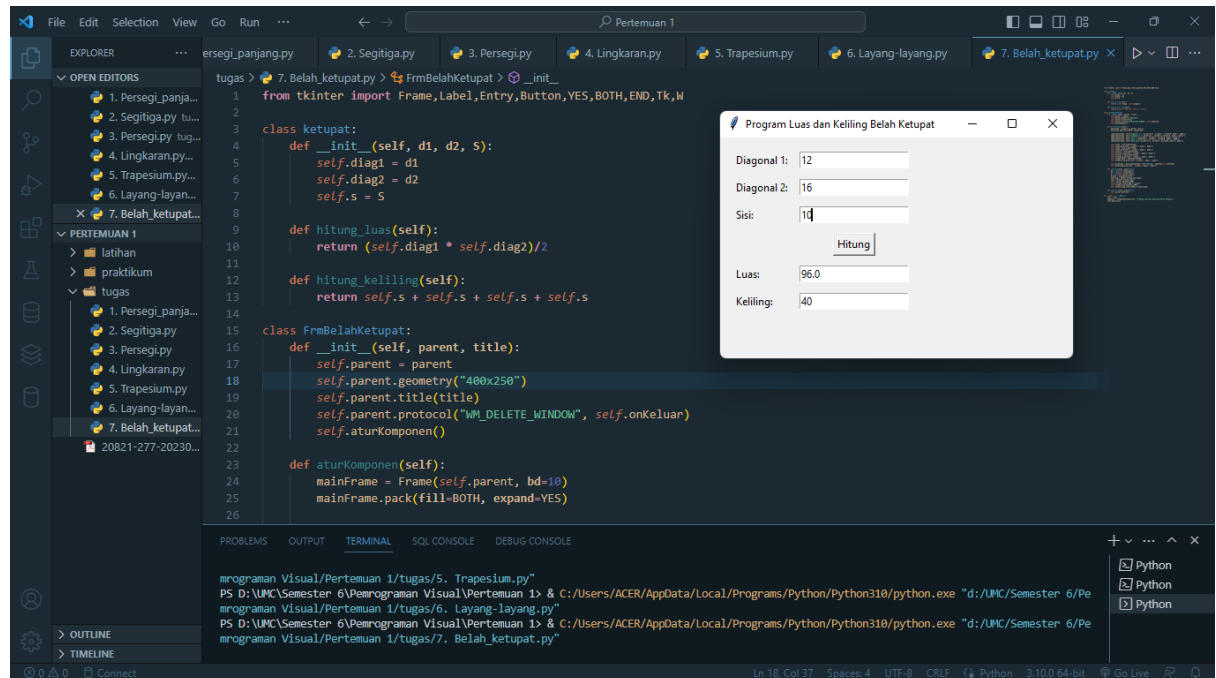 File Edit Selection View Go Run ··· Pertemuan 1
EXPLORER ···
OPEN EDITORS
1. Persegi_panja...
2. Segitiga.py tu...
3. Persegi.py tug...
4. Lingkaran.py...
5. Trapesium.py...
6. Layang-layan...
7. Belah_ketupat...
PERTEMUAN 1
latihan
praktikum
tugas
1. Persegi_panja...
2. Segitiga.py
3. Persegi.py
4. Lingkaran.py
5. Trapesium.py
6. Layang-layan...
7. Belah_ketupat...
20821-277-20230...
OUTLINE
TIMELINE
ersegi_panjang.py 2. Segitiga.py 3. Persegi.py 4. Lingkaran.py 5. Trapesium.py 6. Layang-layang.py 7. Belah_ketupat.py
tugas > 7. Belah_ketupat.py > FrmBelahKetupat > __init__
1 from tkinter import Frame,Label,Entry,Button,YES,BOTH,END,Tk,W
2
3 class ketupat:
4 def __init__(self, d1, d2, S):
5 self.diag1 = d1
6 self.diag2 = d2
7 self.s = S
8
9 def hitung_luas(self):
10 return (self.diag1 * self.diag2)/2
11
12 def hitung_keliling(self):
13 return self.s + self.s + self.s + self.s
14
15 class FrmBelahKetupat:
16 def __init__(self, parent, title):
17 self.parent = parent
18 self.parent.geometry("400x250")
19 self.parent.title(title)
20 self.parent.protocol("WM_DELETE_WINDOW", self.onKeluar)
21 self.aturKomponen()
22
23 def aturKomponen(self):
24 mainFrame = Frame(self.parent, bd=10)
25 mainFrame.pack(fill=BOTH, expand=YES)
26
Program Luas dan Keliling Belah Ketupat
Diagonal 1: 12
Diagonal 2: 16
Sisi: 10
Hitung
Luas: 96.0
Keliling: 40
PROBLEMS OUTPUT TERMINAL SQL CONSOLE DEBUG CONSOLE
mrograman Visual/Pertemuan 1/tugas/5. Trapesium.py"
PS D:\UMC\Semester 6\Pemrograman Visual\Pertemuan 1> & C:/Users/ACER/AppData/Local/Programs/Python/Python310/python.exe "d:/UMC/Semester 6/Pe
mrograman Visual/Pertemuan 1/tugas/6. Layang-layang.py"
PS D:\UMC\Semester 6\Pemrograman Visual\Pertemuan 1> & C:/Users/ACER/AppData/Local/Programs/Python/Python310/python.exe "d:/UMC/Semester 6/Pe
mrograman Visual/Pertemuan 1/tugas/7. Belah_ketupat.py"
Python
Python
Python
0 0 Connect Ln 18, Col 37 Spaces: 4 UTF-8 CRLF Python 3.10.0 64-bit Go Live